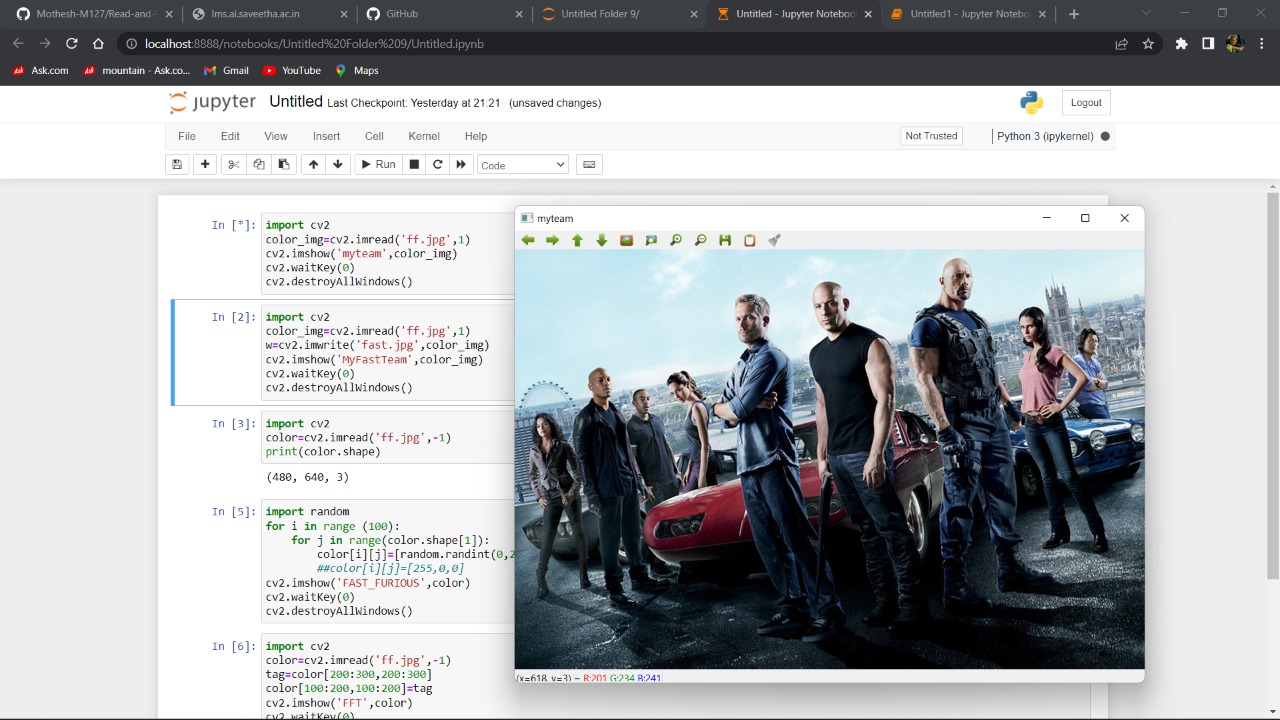 Mothesh-M127/Read-and-
lms.ai.saveetha.ac.in
GitHub
Untitled Folder 9/
Untitled - Jupyter Notebook
Untitled1 - Jupyter Notebook
localhost:8888/notebooks/Untitled%20Folder%209/Untitled.ipynb
Ask.com
mountain - Ask.co...
Gmail
YouTube
Maps
jupyter Untitled Last Checkpoint: Yesterday at 21:21 (unsaved changes)
Logout
File Edit View Insert Cell Kernel Help
Not Trusted
Python 3 (ipykernel)
Run
Code
In [*]:
import cv2
color_img=cv2.imread('ff.jpg',1)
cv2.imshow('myteam',color_img)
cv2.waitKey(0)
cv2.destroyAllWindows()
In [2]:
import cv2
color_img=cv2.imread('ff.jpg',1)
w=cv2.imwrite('fast.jpg',color_img)
cv2.imshow('MyFastTeam',color_img)
cv2.waitKey(0)
cv2.destroyAllWindows()
In [3]:
import cv2
color=cv2.imread('ff.jpg',-1)
print(color.shape)
(480, 640, 3)
In [5]:
import random
for i in range (100):
    for j in range(color.shape[1]):
        color[i][j]=[random.randint(0,2
        ##color[i][j]=[255,0,0]
cv2.imshow('FAST_FURIOUS',color)
cv2.waitKey(0)
cv2.destroyAllWindows()
In [6]:
import cv2
color=cv2.imread('ff.jpg',-1)
tag=color[200:300,200:300]
color[100:200,100:200]=tag
cv2.imshow('FFT',color)
cv2.waitKey(0)
myteam
(x=618, y=3) ~ R:201 G:234 B:241